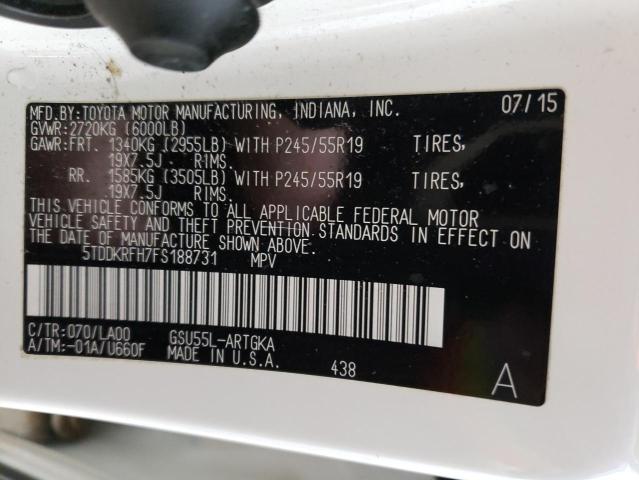 MFD.BY:TOYOTA MOTOR MANUFACTURING, INDIANA, INC. 07/15
GVWR:2720KG (6000LB)
GAWR:FRT. 1340KG (2955LB) WITH P245/55R19 TIRES,
19X7.5J RIMS.
RR. 1585KG (3505LB) WITH P245/55R19 TIRES,
19X7.5J RIMS.
THIS VEHICLE CONFORMS TO ALL APPLICABLE FEDERAL MOTOR
VEHICLE SAFETY AND THEFT PREVENTION STANDARDS IN EFFECT ON
THE DATE OF MANUFACTURE SHOWN ABOVE.
5TDDKRFH7FS188731 MPV
C/TR:070/LA00 GSU55L-ARTGKA
A/TM:-01A/U660F MADE IN U.S.A. 438 A